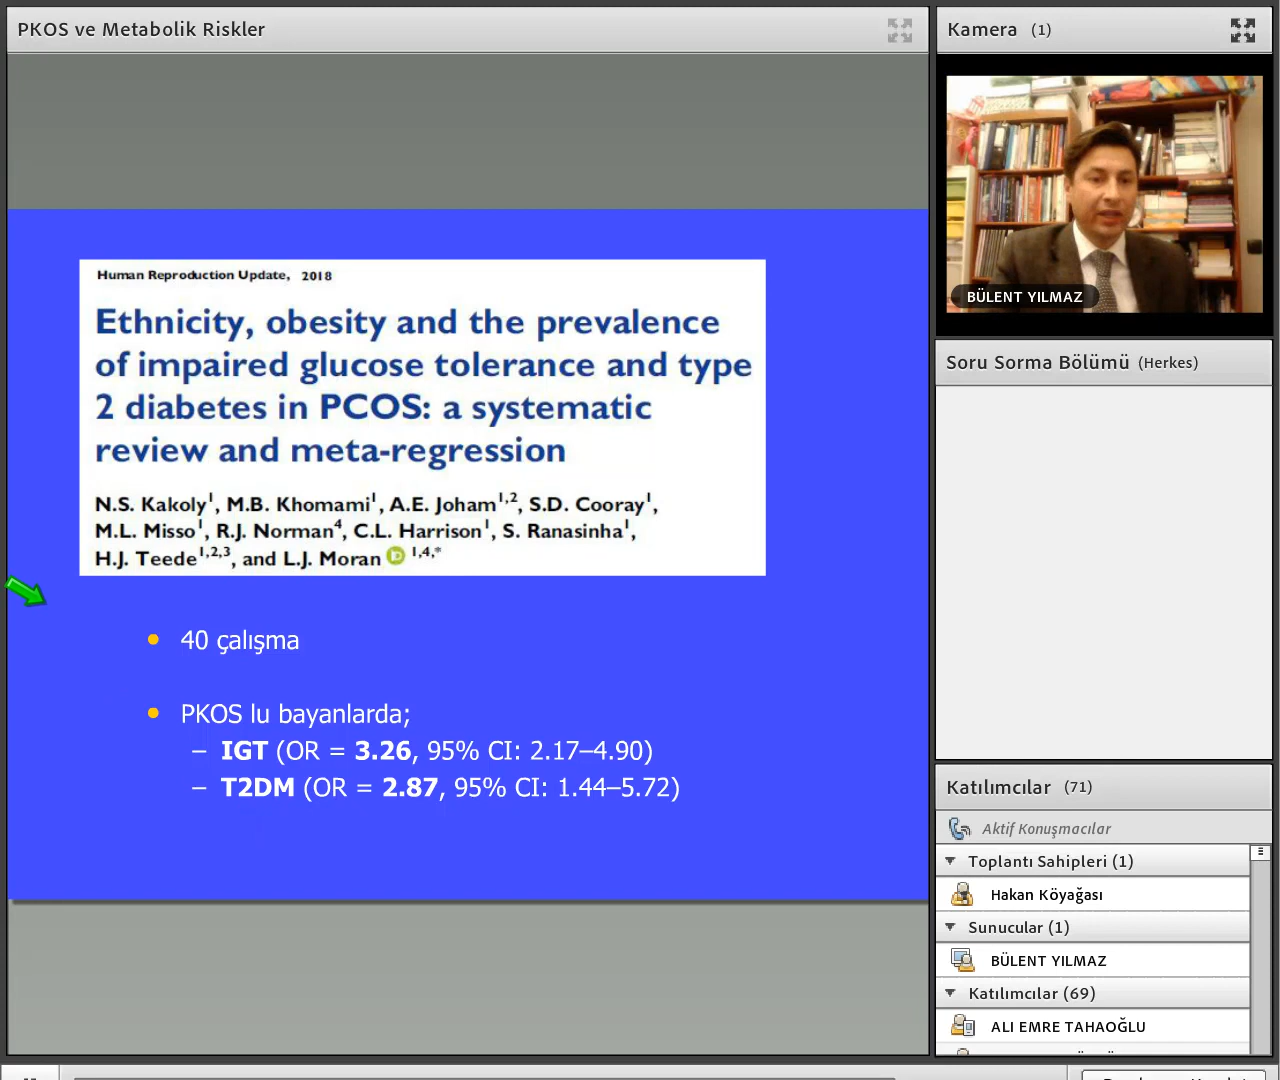 PKOS ve Metabolik Riskler
Human Reproduction Update, 2018
Ethnicity, obesity and the prevalence
of impaired glucose tolerance and type
2 diabetes in PCOS: a systematic
review and meta-regression
N.S. Kakoly1, M.B. Khomami1, A.E. Joham1,2, S.D. Cooray1,
M.L. Misso1, R.J. Norman4, C.L. Harrison1, S. Ranasinha1,
H.J. Teede1,2,3, and L.J. Moran iD 1,4,*
• 40 çalışma
• PKOS lu bayanlarda;
– IGT (OR = 3.26, 95% CI: 2.17–4.90)
– T2DM (OR = 2.87, 95% CI: 1.44–5.72)
Kamera (1)
BÜLENT YILMAZ
Soru Sorma Bölümü (Herkes)
Katılımcılar (71)
Aktif Konuşmacılar
Toplantı Sahipleri (1)
Hakan Köyağası
Sunucular (1)
BÜLENT YILMAZ
Katılımcılar (69)
ALI EMRE TAHAOĞLU